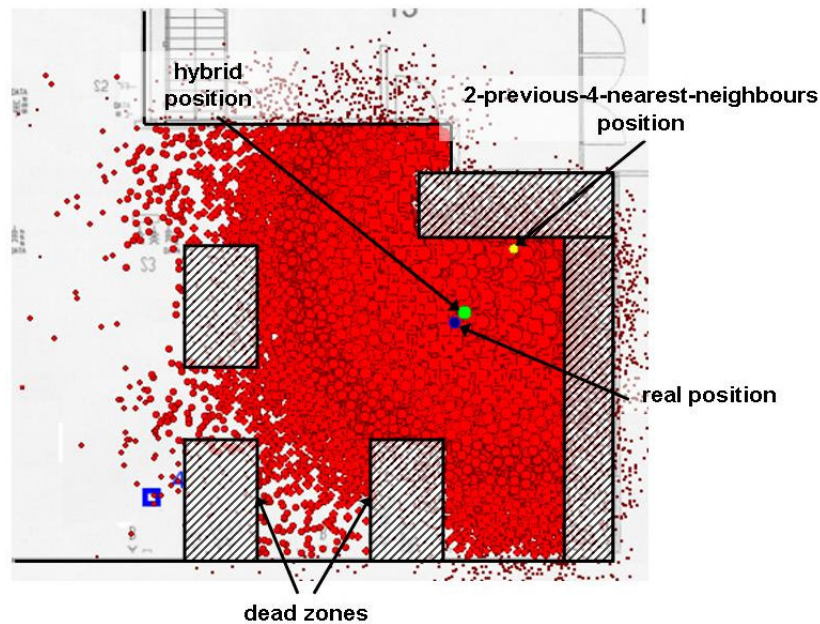 hybrid
position
2-previous-4-nearest-neighbours
position
real position
dead zones